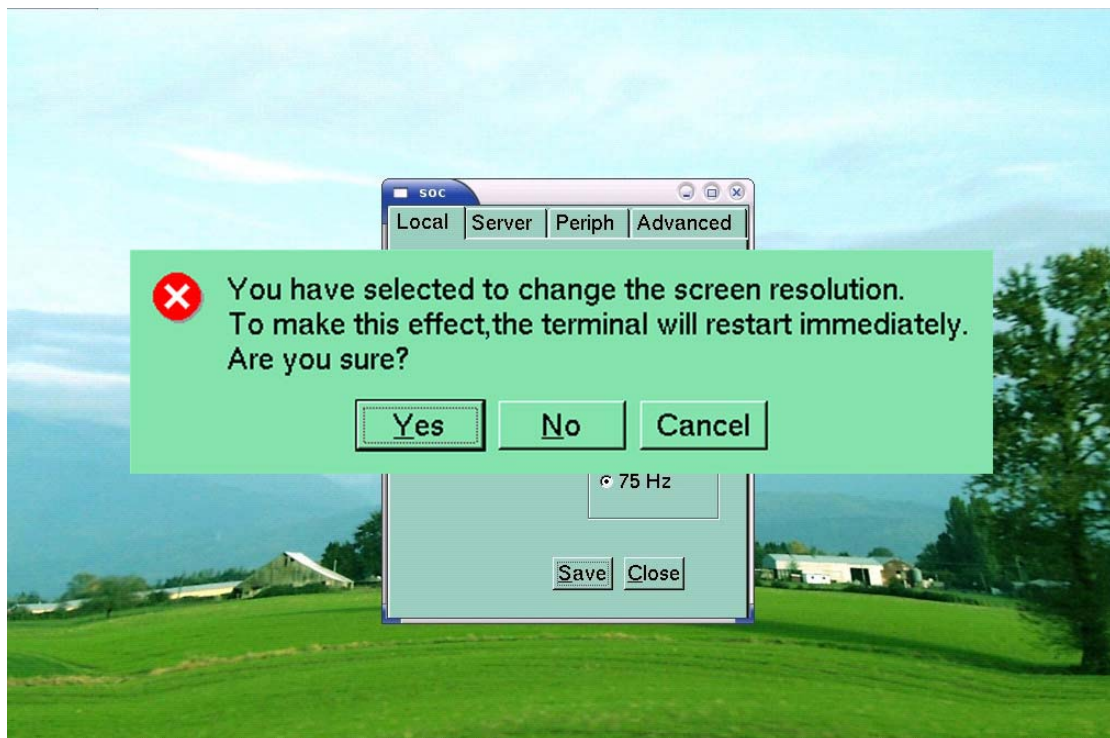 soc
Local Server Periph Advanced
You have selected to change the screen resolution.
To make this effect,the terminal will restart immediately.
Are you sure?
Yes No Cancel
75 Hz
Save Close